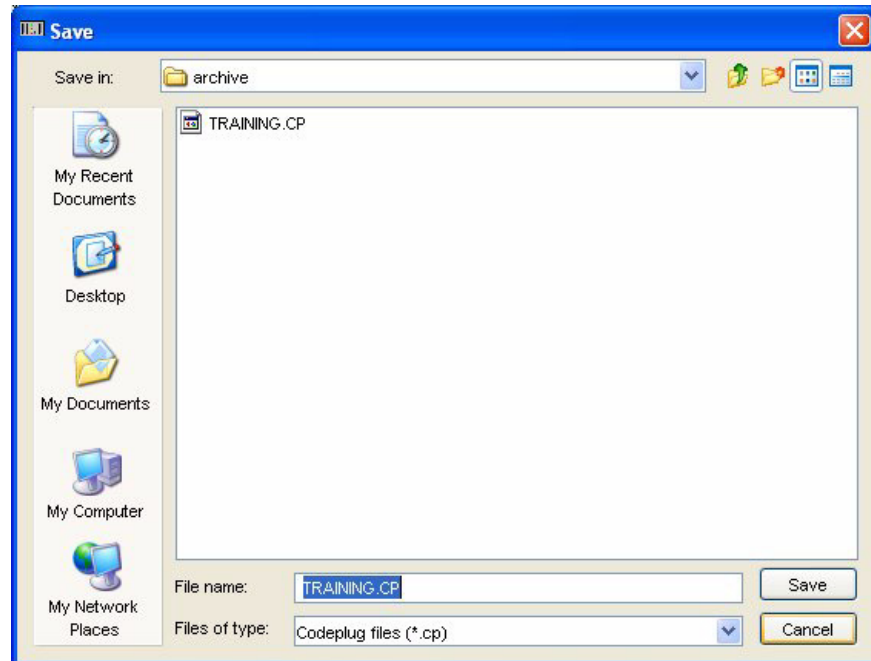 Save
Save in:
archive
TRAINING.CP
My Recent
Documents
Desktop
My Documents
My Computer
My Network
Places
File name:
TRAINING.CP
Save
Files of type:
Codeplug files (*.cp)
Cancel